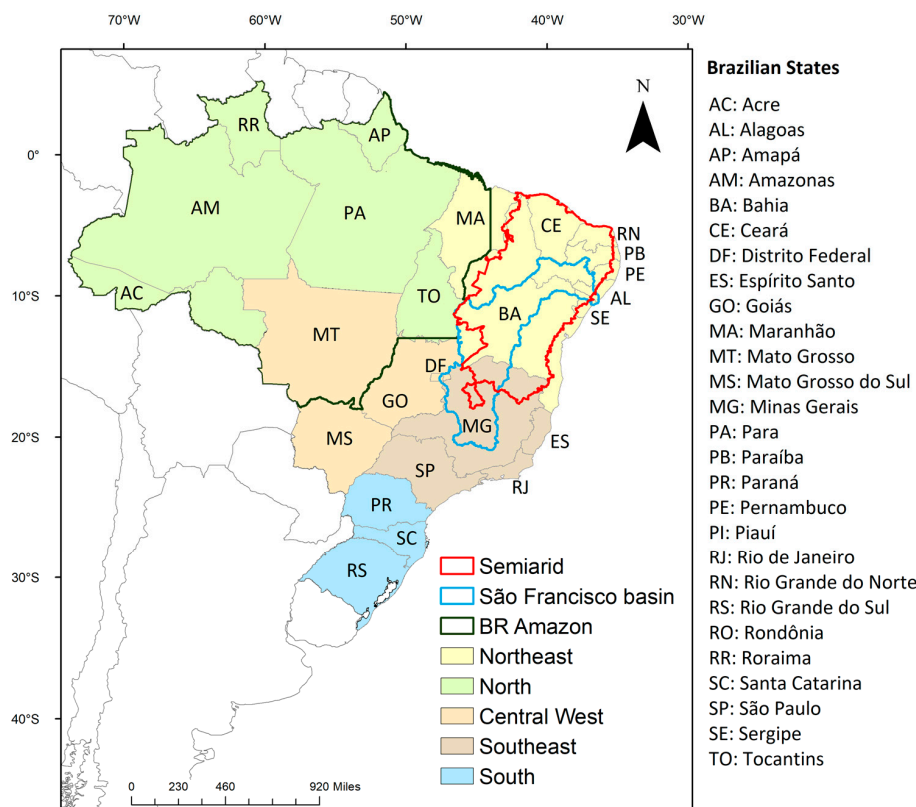 70°W 60°W 50°W 40°W 30°W
0°
10°S
20°S
30°S
40°S
N
RR
AP
AM
PA
MA
CE
RN
PB
PE
AL
SE
AC
TO
BA
MT
DF
GO
MG
ES
MS
SP
RJ
PR
SC
RS
Semiarid
São Francisco basin
BR Amazon
Northeast
North
Central West
Southeast
South
0 230 460 920 Miles
Brazilian States
AC: Acre
AL: Alagoas
AP: Amapá
AM: Amazonas
BA: Bahia
CE: Ceará
DF: Distrito Federal
ES: Espírito Santo
GO: Goiás
MA: Maranhão
MT: Mato Grosso
MS: Mato Grosso do Sul
MG: Minas Gerais
PA: Para
PB: Paraíba
PR: Paraná
PE: Pernambuco
PI: Piauí
RJ: Rio de Janeiro
RN: Rio Grande do Norte
RS: Rio Grande do Sul
RO: Rondônia
RR: Roraima
SC: Santa Catarina
SP: São Paulo
SE: Sergipe
TO: Tocantins